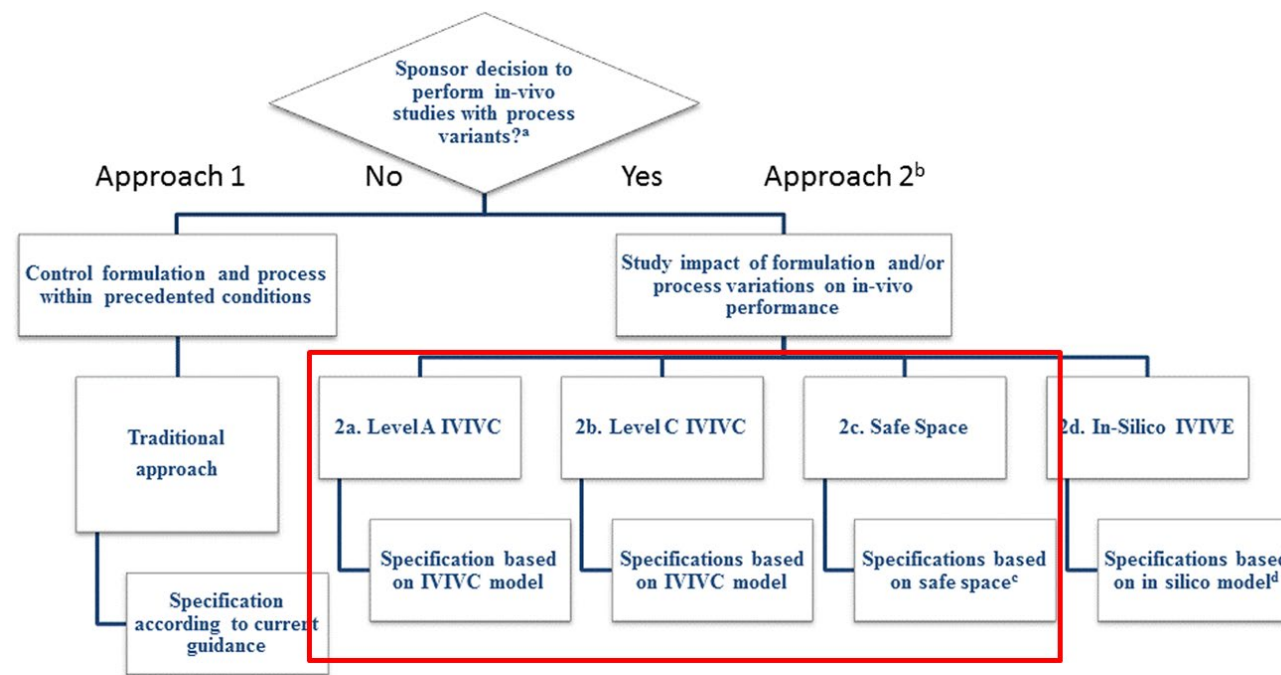 Sponsor decision to
perform in-vivo
studies with process
variants?ᵃ
Approach 1
No
Yes
Approach 2ᵇ
Control formulation and process
within precedented conditions
Study impact of formulation and/or
process variations on in-vivo
performance
Traditional
approach
2a. Level A IVIVC
2b. Level C IVIVC
2c. Safe Space
2d. In-Silico IVIVE
Specification
according to current
guidance
Specification based
on IVIVC model
Specifications based
on IVIVC model
Specifications based
on safe spaceᶜ
Specifications based
on in silico modelᵈ